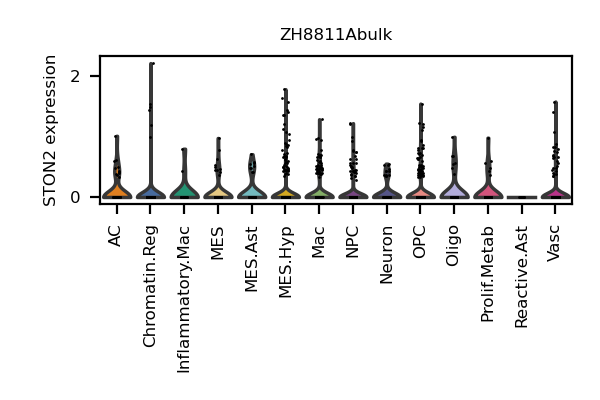 ZH8811Abulk
STON2 expression
2
0
AC
Chromatin.Reg
Inflammatory.Mac
MES
MES.Ast
MES.Hyp
Mac
NPC
Neuron
OPC
Oligo
Prolif.Metab
Reactive.Ast
Vasc